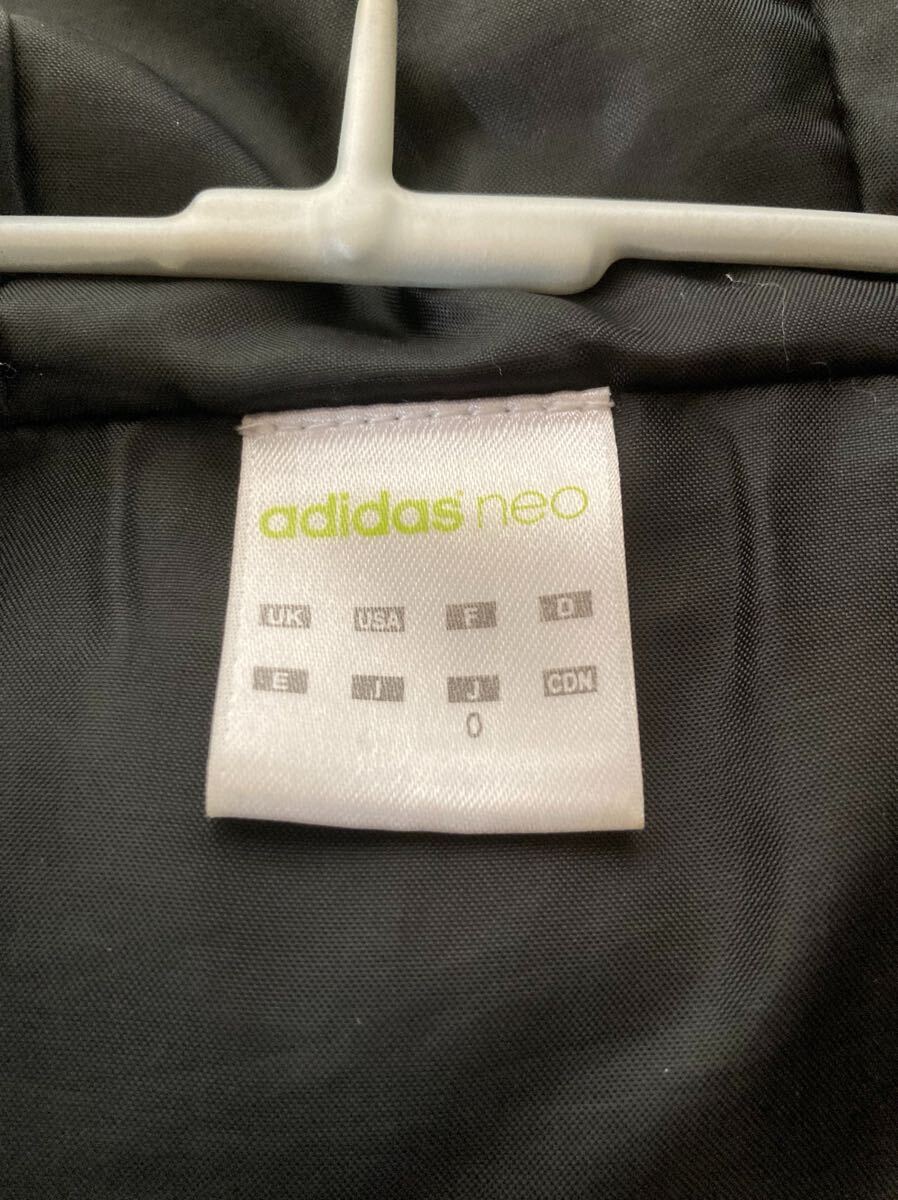 adidas neo
UK USA F D
E I J CDN
O